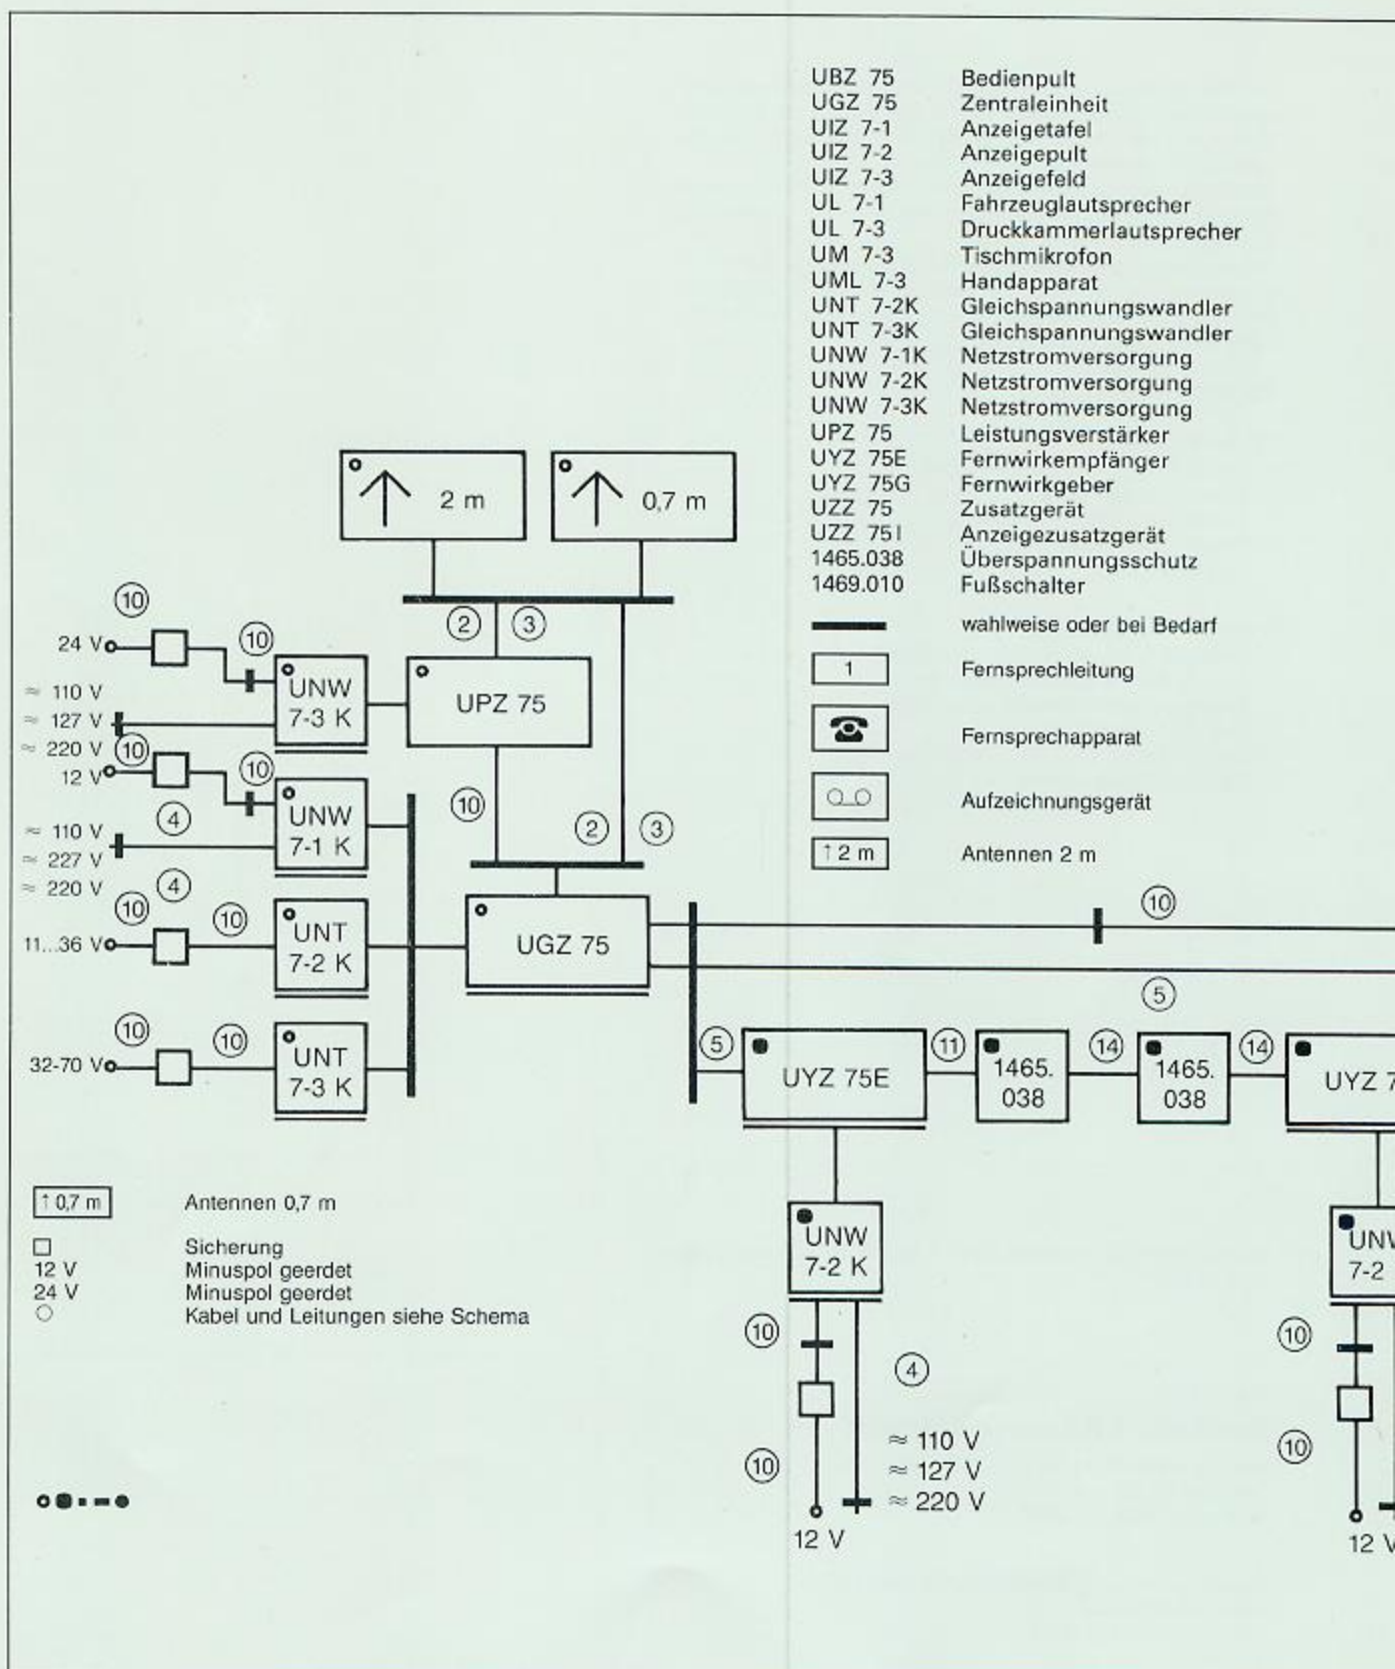 UBZ 75 Bedienpult
UGZ 75 Zentraleinheit
UIZ 7-1 Anzeigetafel
UIZ 7-2 Anzeigepult
UIZ 7-3 Anzeigefeld
UL 7-1 Fahrzeuglautsprecher
UL 7-3 Druckkammerlautsprecher
UM 7-3 Tischmikrofon
UML 7-3 Handapparat
UNT 7-2K Gleichspannungswandler
UNT 7-3K Gleichspannungswandler
UNW 7-1K Netzstromversorgung
UNW 7-2K Netzstromversorgung
UNW 7-3K Netzstromversorgung
UPZ 75 Leistungsverstärker
UYZ 75E Fernwirkempfänger
UYZ 75G Fernwirkgeber
UZZ 75 Zusatzgerät
UZZ 75I Anzeigezusatzgerät
1465.038 Überspannungsschutz
1469.010 Fußschalter
wahlweise oder bei Bedarf
1 Fernsprechleitung
Fernsprechapparat
Aufzeichnungsgerät
↑2 m Antennen 2 m
2 m
0,7 m
10
2
3
24 V
10
≈ 110 V
≈ 127 V
≈ 220 V
UNW
7-3 K
UPZ 75
10
12 V
10
UNW
7-1 K
10
2
3
4
≈ 110 V
≈ 227 V
≈ 220 V
4
10
10
11...36 V
UNT
7-2 K
UGZ 75
10
5
10
10
32-70 V
UNT
7-3 K
5
UYZ 75E
11
1465.
038
14
1465.
038
14
UYZ 7
↑ 0,7 m Antennen 0,7 m
Sicherung
12 V Minuspol geerdet
24 V Minuspol geerdet
Kabel und Leitungen siehe Schema
UNW
7-2 K
10
4
10
≈ 110 V
≈ 127 V
≈ 220 V
12 V
UNW
7-2
10
10
12 V